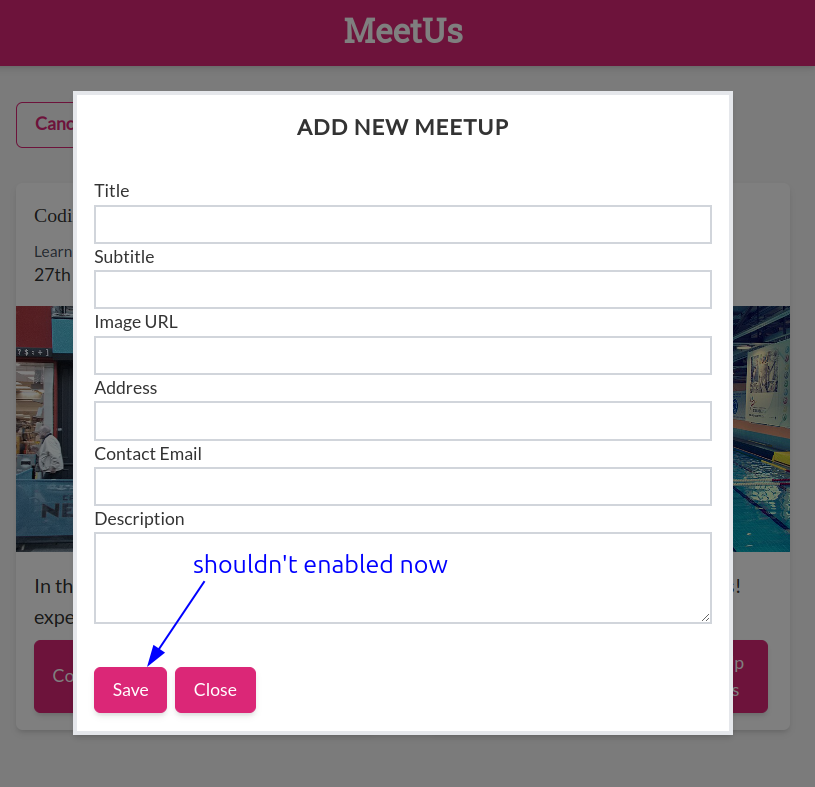 MeetUs
Canc
ADD NEW MEETUP
Codi
Learn
27th
Title
Subtitle
Image URL
Address
Contact Email
Description
shouldn't enabled now
In th
s!
expe
Co
p
s
Save
Close